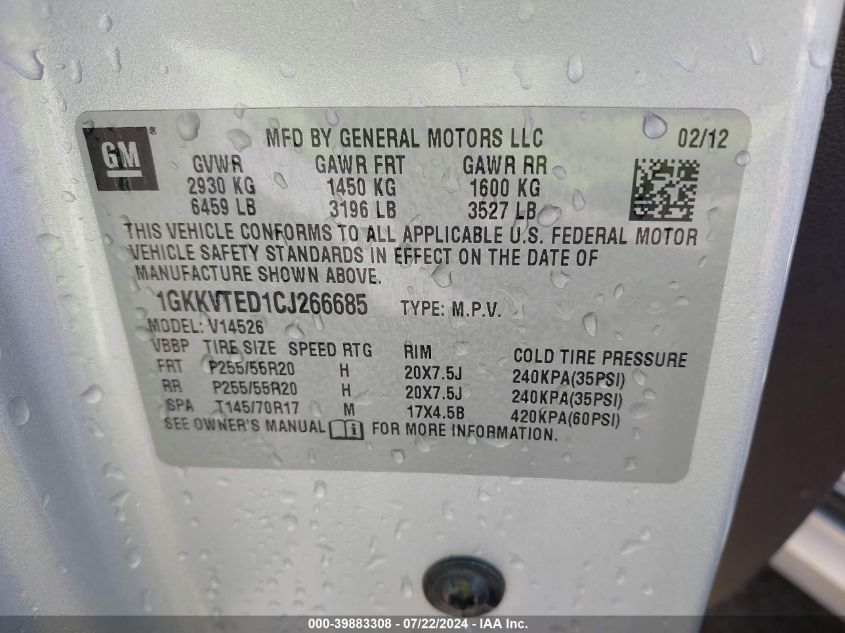 GM ® MFD BY GENERAL MOTORS LLC 02/12
GVWR GAWR FRT GAWR RR
2930 KG 1450 KG 1600 KG
6459 LB 3196 LB 3527 LB
THIS VEHICLE CONFORMS TO ALL APPLICABLE U.S. FEDERAL MOTOR
VEHICLE SAFETY STANDARDS IN EFFECT ON THE DATE OF
MANUFACTURE SHOWN ABOVE.
1GKKVTED1CJ266685 TYPE: M.P.V.
MODEL: V14526
VBBP TIRE SIZE SPEED RTG RIM COLD TIRE PRESSURE
FRT P255/55R20 H 20X7.5J 240KPA(35PSI)
RR P255/55R20 H 20X7.5J 240KPA(35PSI)
SPA T145/70R17 M 17X4.5B 420KPA(60PSI)
SEE OWNER'S MANUAL FOR MORE INFORMATION.
000-39883308 - 07/22/2024 - IAA Inc.